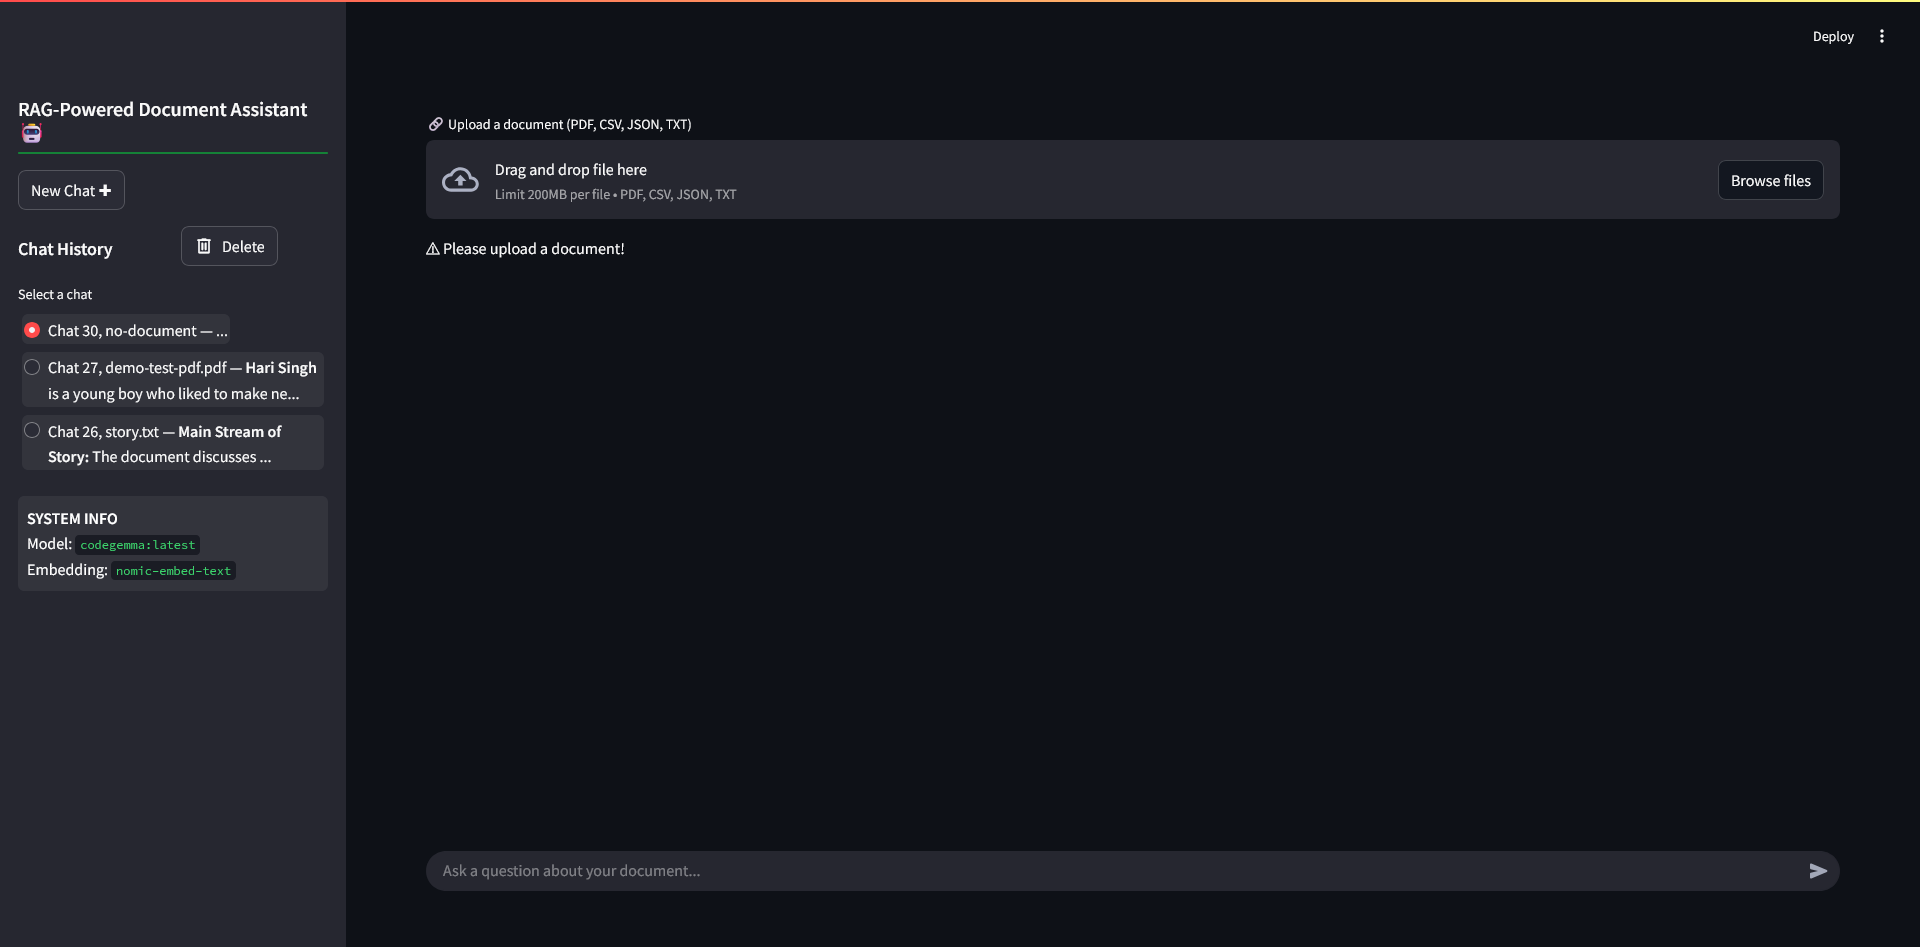 Deploy
RAG-Powered Document Assistant
New Chat
Chat History
Delete
Select a chat
Chat 30, no-document — ...
Chat 27, demo-test-pdf.pdf — Hari Singh
is a young boy who liked to make ne...
Chat 26, story.txt — Main Stream of
Story: The document discusses ...
SYSTEM INFO
Model: codegemma:latest
Embedding: nomic-embed-text
Upload a document (PDF, CSV, JSON, TXT)
Drag and drop file here
Limit 200MB per file • PDF, CSV, JSON, TXT
Browse files
Please upload a document!
Ask a question about your document...